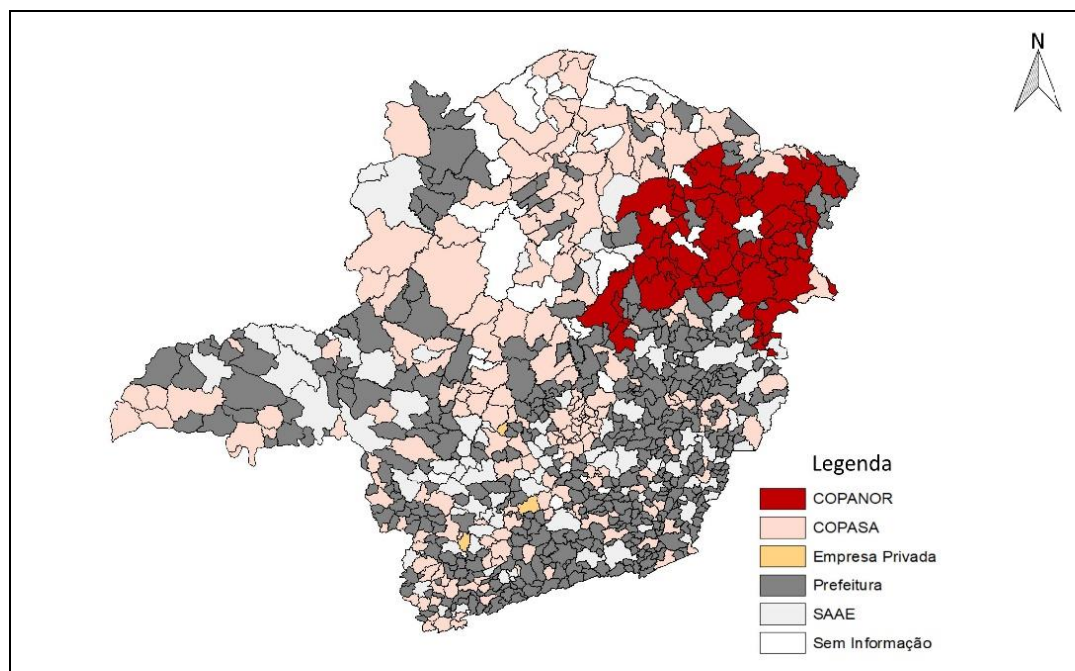 N
Legenda
COPANOR
COPASA
Empresa Privada
Prefeitura
SAAE
Sem Informação